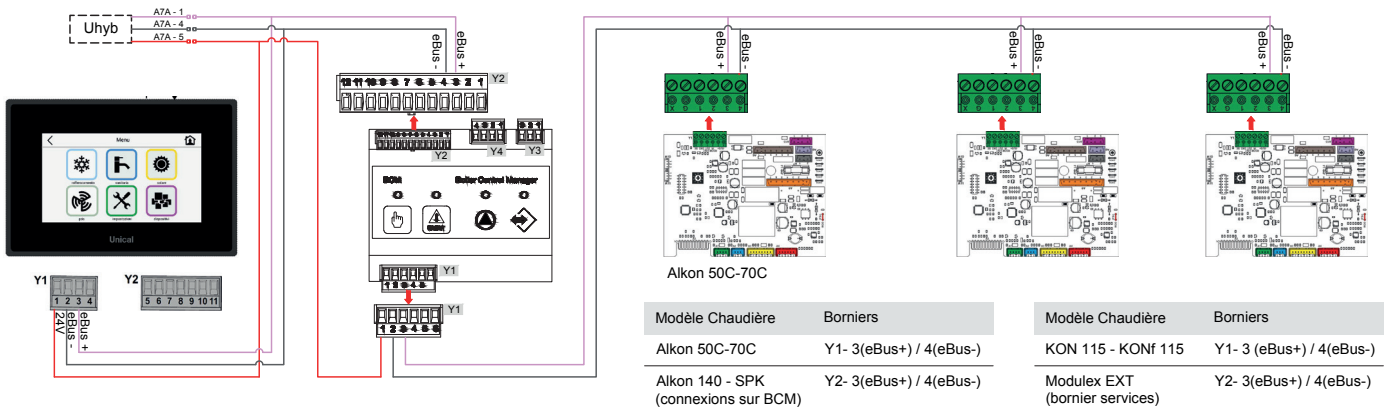 A7A - 1
Uhyb
A7A - 4
A7A - 5
eBus -
eBus +
Y2
12 11 10 9 8 7 6 5 4 3 2 1
Menu
Unical
Y2
Y4
Y3
BCM
Boiler Control Manager
Y1
1 2 3 4 5
Y1
1 2 3 4 5 6
Y1
1 2 3 4
24V
eBus -
eBus +
Y2
5 6 7 8 9 10 11
eBus +
eBus -
eBus +
eBus -
eBus +
eBus -
Alkon 50C-70C
Modèle Chaudière Borniers
Alkon 50C-70C Y1- 3(eBus+) / 4(eBus-)
Alkon 140 - SPK Y2- 3(eBus+) / 4(eBus-)
(connexions sur BCM)
Modèle Chaudière Borniers
KON 115 - KONf 115 Y1- 3 (eBus+) / 4(eBus-)
Modulex EXT Y2- 3(eBus+) / 4(eBus-)
(bornier services)